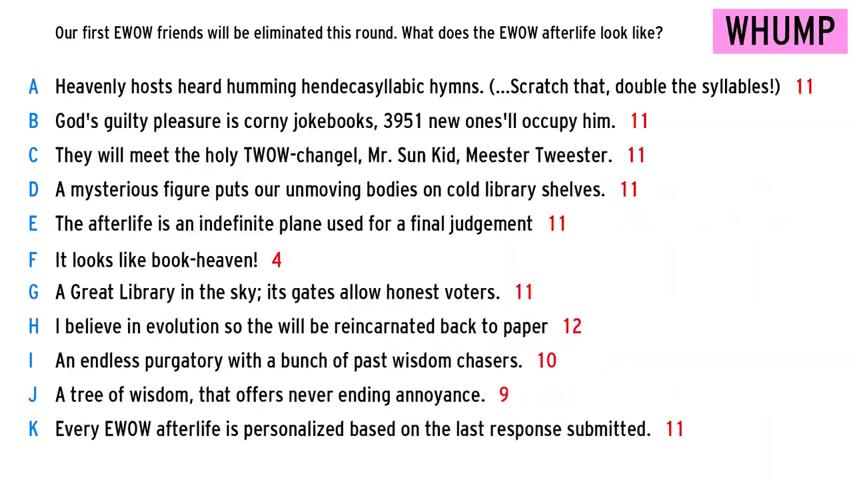 Our first EWOW friends will be eliminated this round. What does the EWOW afterlife look like?
WHUMP
A Heavenly hosts heard humming hendecasyllabic hymns. (...Scratch that, double the syllables!) 11
B God's guilty pleasure is corny jokebooks, 3951 new ones'll occupy him. 11
C They will meet the holy TWOW-changel, Mr. Sun Kid, Meester Tweester. 11
D A mysterious figure puts our unmoving bodies on cold library shelves. 11
E The afterlife is an indefinite plane used for a final judgement 11
F It looks like book-heaven! 4
G A Great Library in the sky; its gates allow honest voters. 11
H I believe in evolution so the will be reincarnated back to paper 12
I An endless purgatory with a bunch of past wisdom chasers. 10
J A tree of wisdom, that offers never ending annoyance. 9
K Every EWOW afterlife is personalized based on the last response submitted. 11